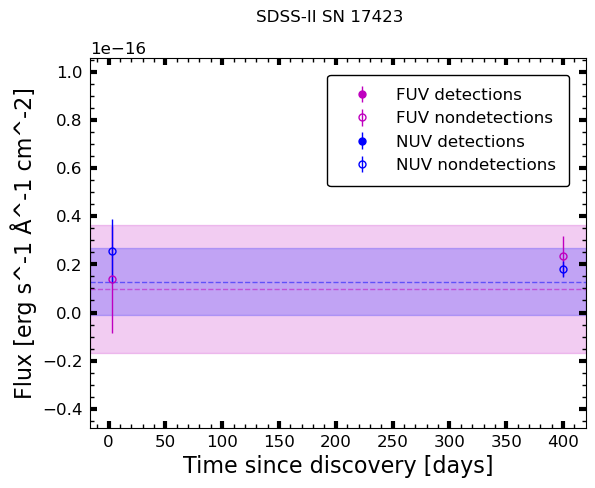 SDSS-II SN 17423
1e−16
1.0
0.8
0.6
0.4
0.2
0.0
−0.2
−0.4
Flux [erg s^-1 Å^-1 cm^-2]
FUV detections
FUV nondetections
NUV detections
NUV nondetections
0 50 100 150 200 250 300 350 400
Time since discovery [days]